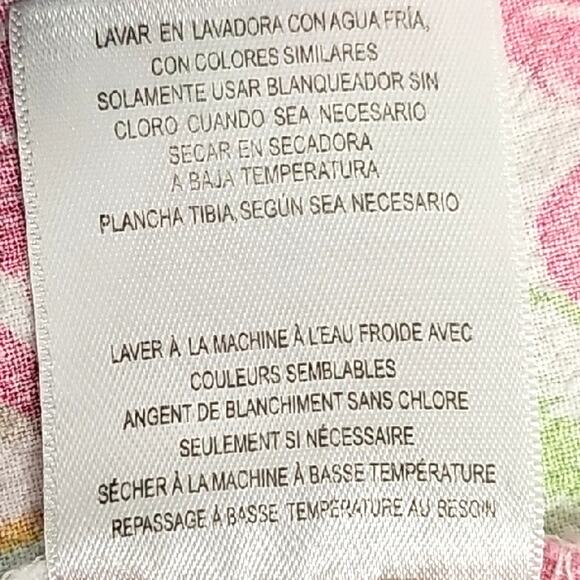 LAVAR EN LAVADORA CON AGUA FRÍA,
CON COLORES SIMILARES
SOLAMENTE USAR BLANQUEADOR SIN
CLORO CUANDO SEA NECESARIO
SECAR EN SECADORA
A BAJA TEMPERATURA
PLANCHA TIBIA, SEGÚN SEA NECESARIO
LAVER À LA MACHINE À L'EAU FROIDE AVEC
COULEURS SEMBLABLES
ANGENT DE BLANCHIMENT SANS CHLORE
SEULEMENT SI NÉCESSAIRE
SÉCHER À LA MACHINE À BASSE TEMPÉRATURE
REPASSAGE À BASSE TEMPÉRATURE AU BESOIN